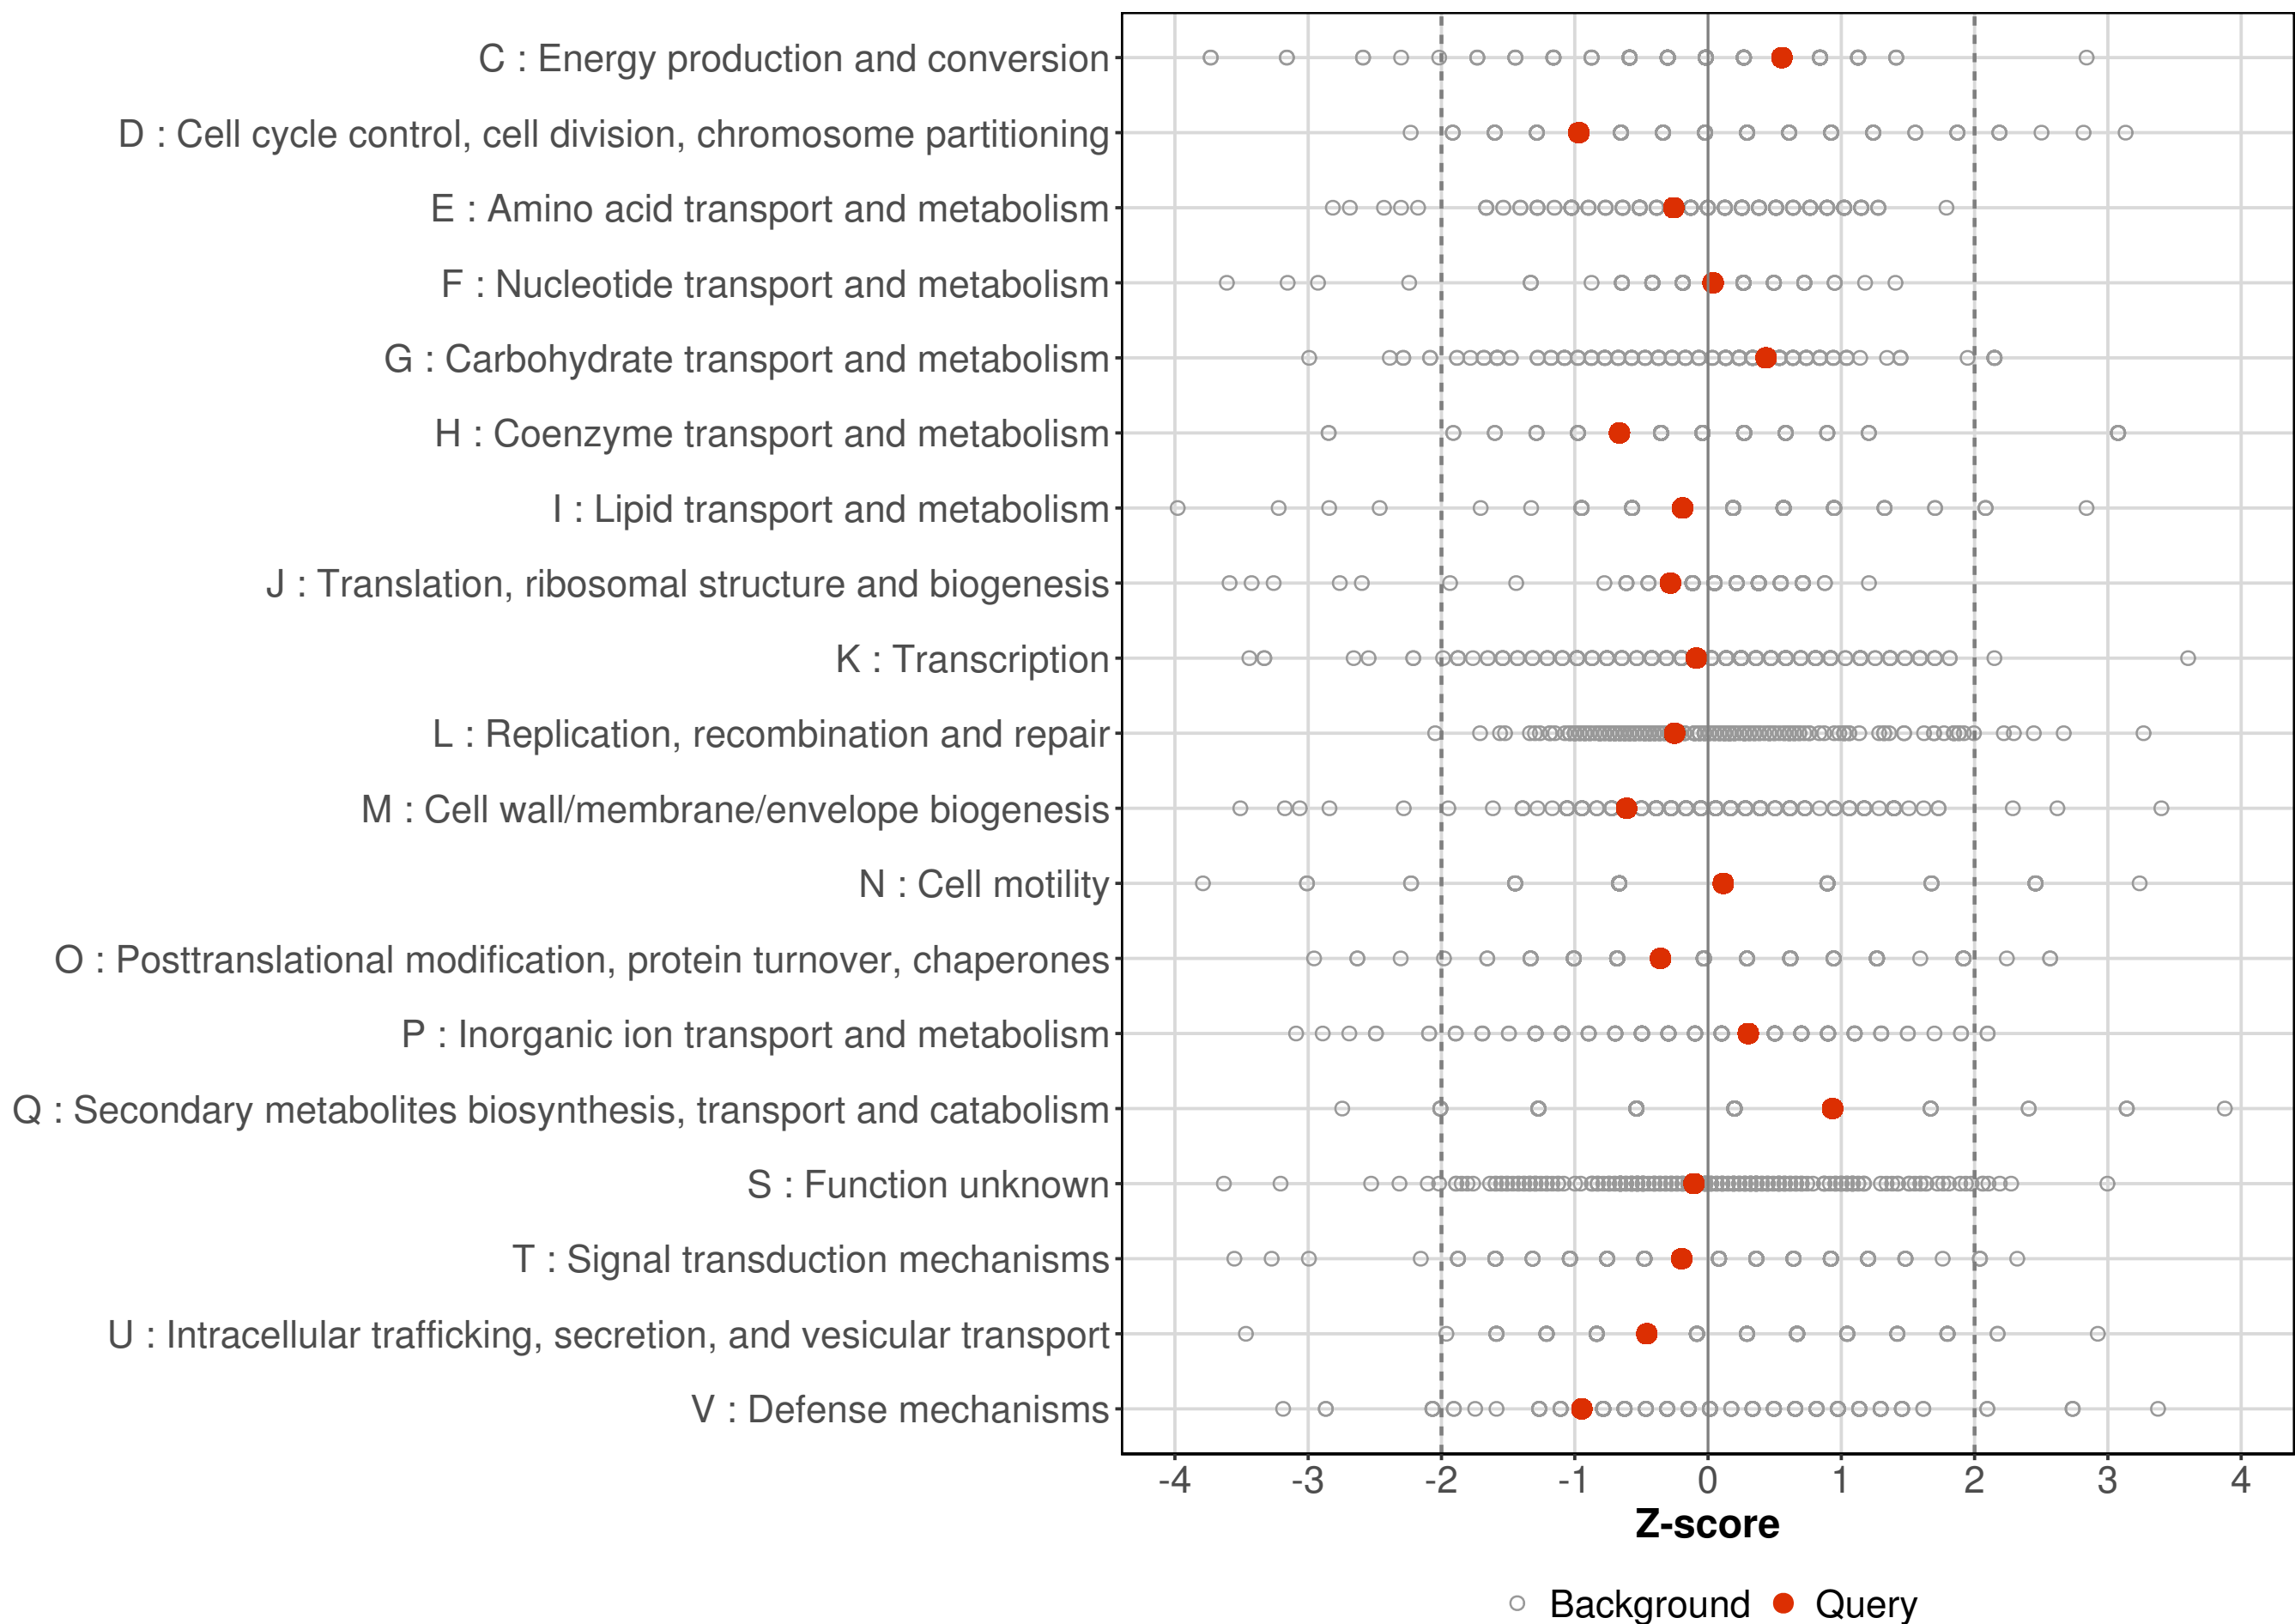 C : Energy production and conversion
D : Cell cycle control, cell division, chromosome partitioning
E : Amino acid transport and metabolism
F : Nucleotide transport and metabolism
G : Carbohydrate transport and metabolism
H : Coenzyme transport and metabolism
I : Lipid transport and metabolism
J : Translation, ribosomal structure and biogenesis
K : Transcription
L : Replication, recombination and repair
M : Cell wall/membrane/envelope biogenesis
N : Cell motility
O : Posttranslational modification, protein turnover, chaperones
P : Inorganic ion transport and metabolism
Q : Secondary metabolites biosynthesis, transport and catabolism
S : Function unknown
T : Signal transduction mechanisms
U : Intracellular trafficking, secretion, and vesicular transport
V : Defense mechanisms
-4 -3 -2 -1 0 1 2 3 4
Z-score
Background Query